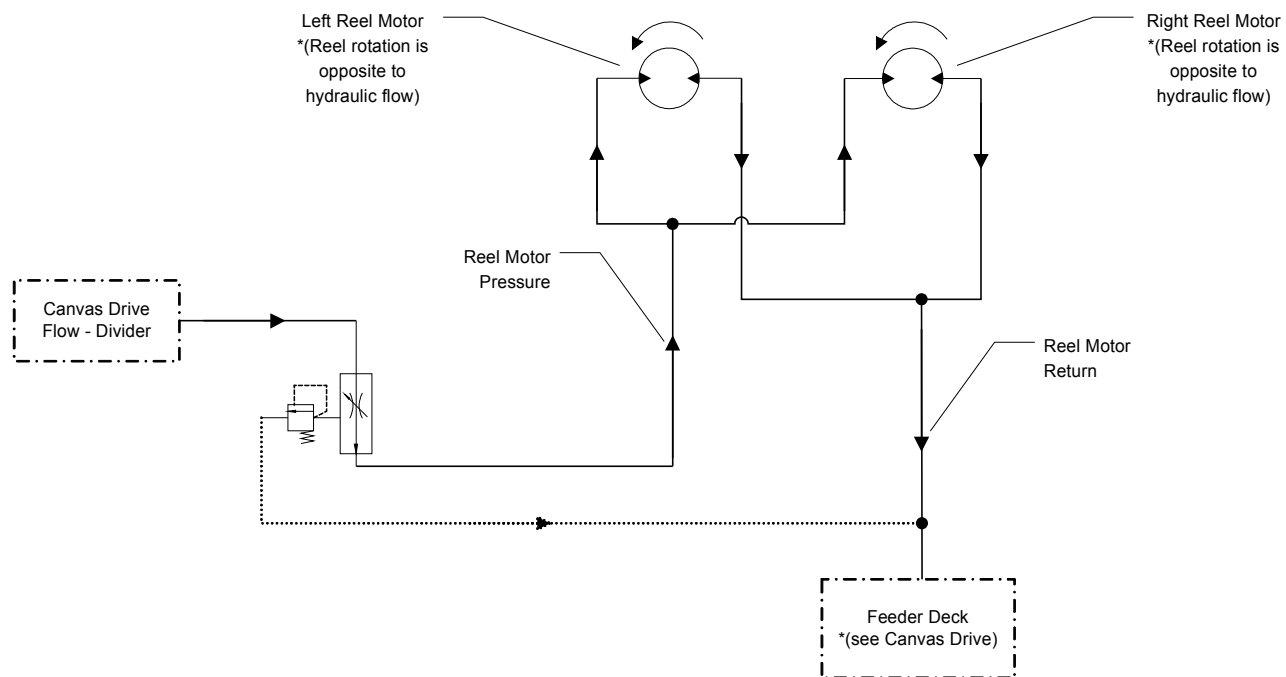 Left Reel Motor
*(Reel rotation is
opposite to
hydraulic flow)
Right Reel Motor
*(Reel rotation is
opposite to
hydraulic flow)
Reel Motor
Pressure
Canvas Drive
Flow - Divider
Reel Motor
Return
Feeder Deck
*(see Canvas Drive)